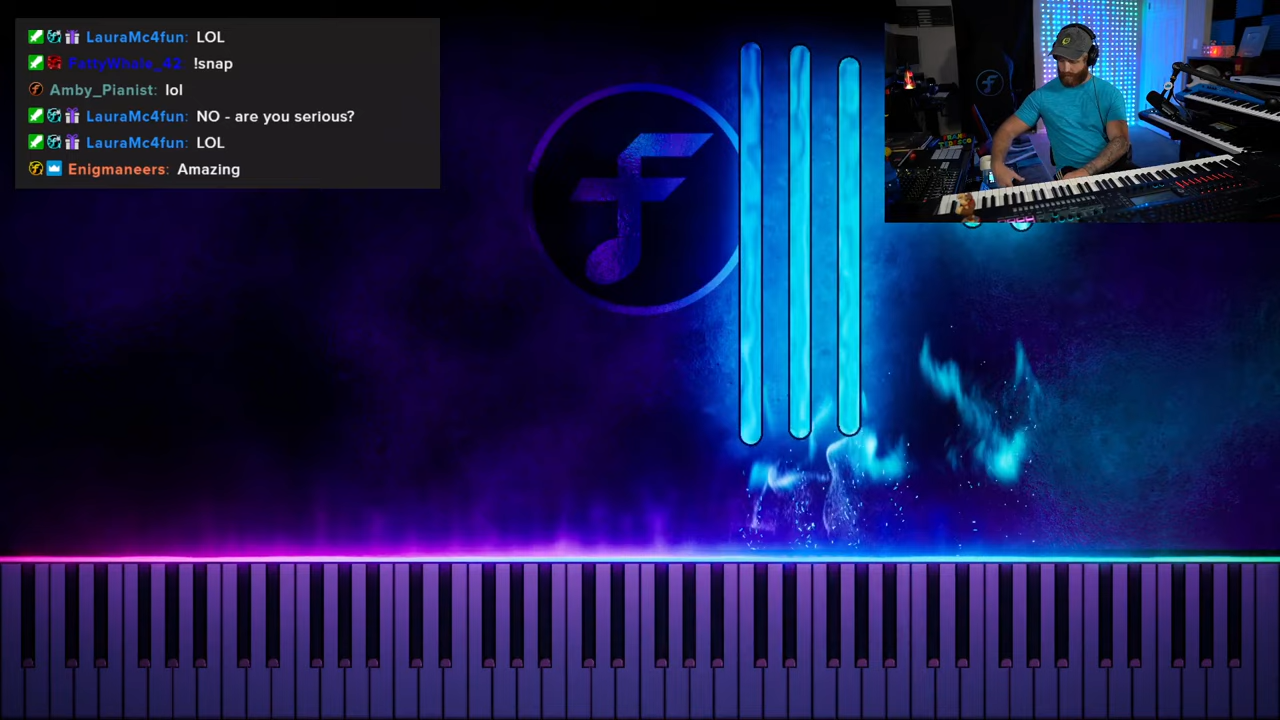 LauraMc4fun: LOL
FattyWhale_42 !snap
Amby_Pianist: lol
LauraMc4fun: NO - are you serious?
LauraMc4fun: LOL
Enigmaneers: Amazing